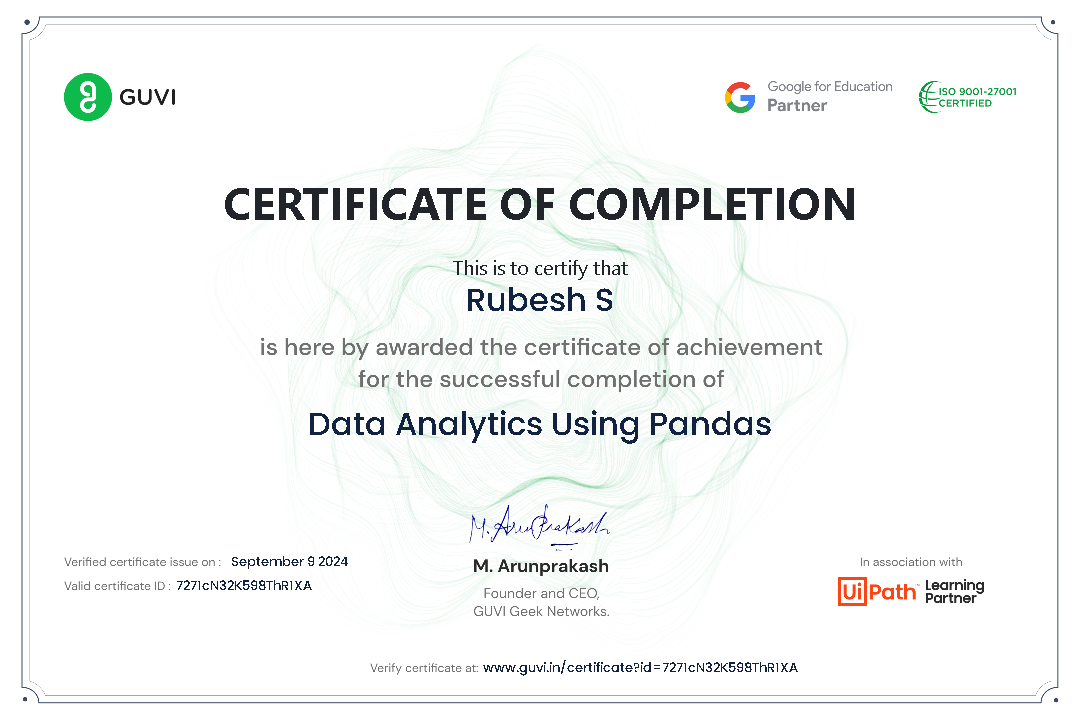 GUVI
Google for Education
Partner
ISO 9001-27001
CERTIFIED
CERTIFICATE OF COMPLETION
This is to certify that
Rubesh S
is here by awarded the certificate of achievement
for the successful completion of
Data Analytics Using Pandas
M. Arunprakash
Verified certificate issue on : September 9 2024
Valid certificate ID : 7271cN32K598ThR1XA
M. Arunprakash
Founder and CEO,
GUVI Geek Networks.
In association with
UiPath™ Learning
Partner
Verify certificate at: www.guvi.in/certificate?id=7271cN32K598ThR1XA